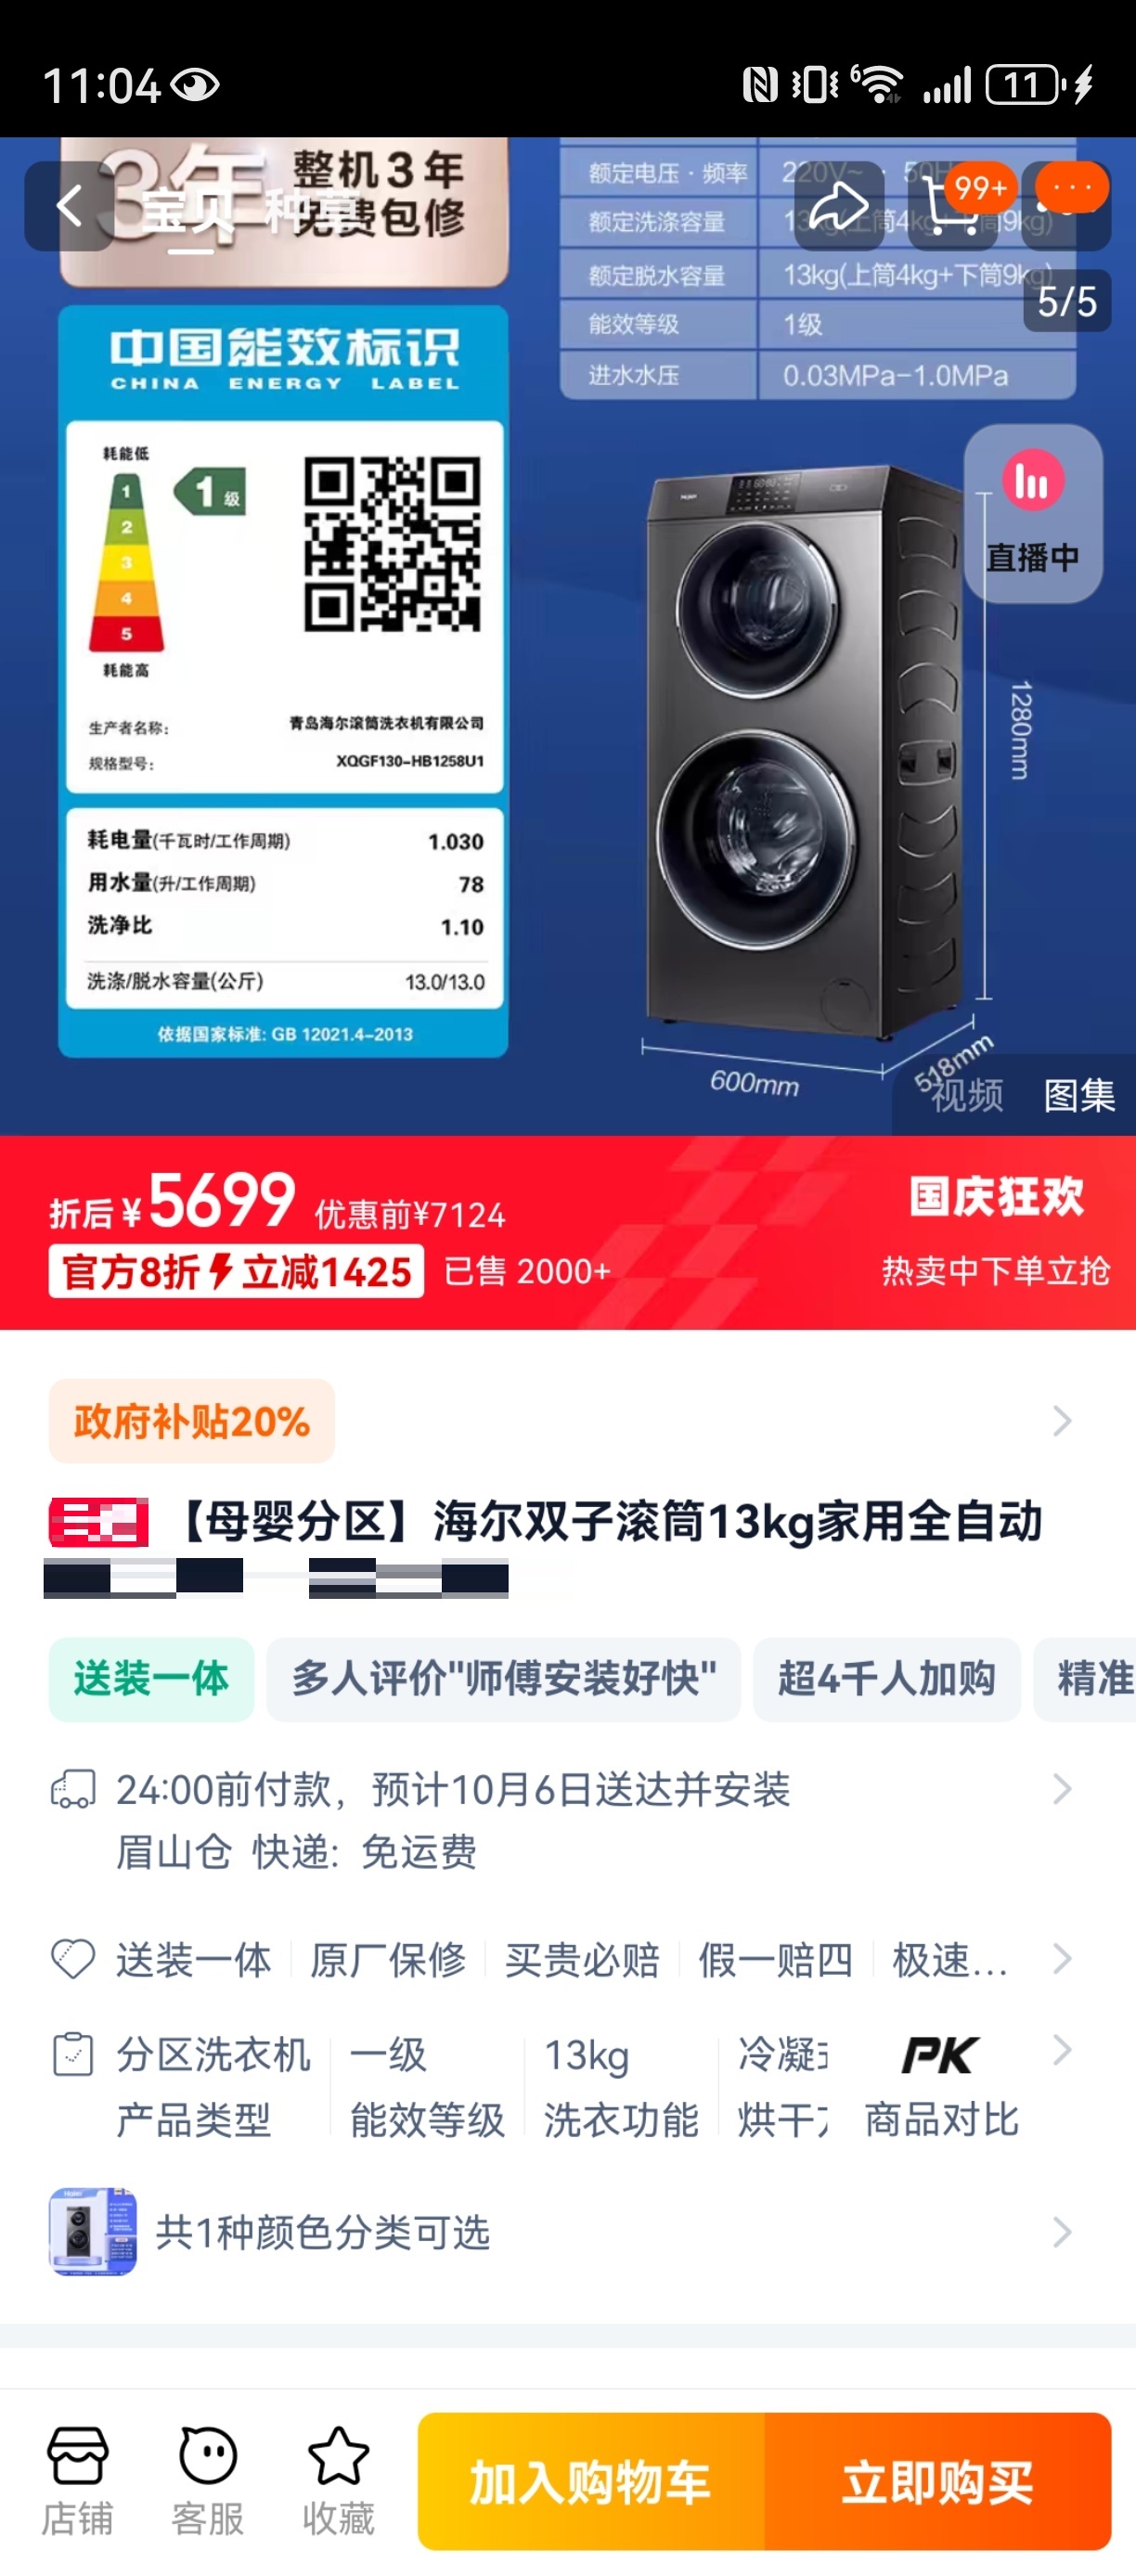 11:04
6
11
3年 整机3年
免费包修
宝贝 种草
99+
5/5
额定电压·频率 220V~
额定洗涤容量 13kg(上筒4kg+下筒9kg)
额定脱水容量 13kg(上筒4kg+下筒9kg)
能效等级 1级
进水水压 0.03MPa-1.0MPa
中国能效标识
CHINA ENERGY LABEL
耗能低
1
2
3
4
5
耗能高
1级
生产者名称: 青岛海尔滚筒洗衣机有限公司
规格型号: XQGF130-HB1258U1
耗电量(千瓦时/工作周期) 1.030
用水量(升/工作周期) 78
洗净比 1.10
洗涤/脱水容量(公斤) 13.0/13.0
依据国家标准: GB 12021.4-2013
Haier
直播中
1280mm
600mm
518mm
视频 图集
折后¥5699 优惠前¥7124
官方8折 立减1425 已售 2000+
国庆狂欢
热卖中下单立抢
政府补贴20%
【母婴分区】海尔双子滚筒13kg家用全自动
送装一体 多人评价"师傅安装好快" 超4千人加购 精准
24:00前付款，预计10月6日送达并安装
眉山仓 快递: 免运费
送装一体 原厂保修 买贵必赔 假一赔四 极速...
分区洗衣机 一级 13kg 冷凝 PK
产品类型 能效等级 洗衣功能 烘干 商品对比
共1种颜色分类可选
店铺 客服 收藏 加入购物车 立即购买